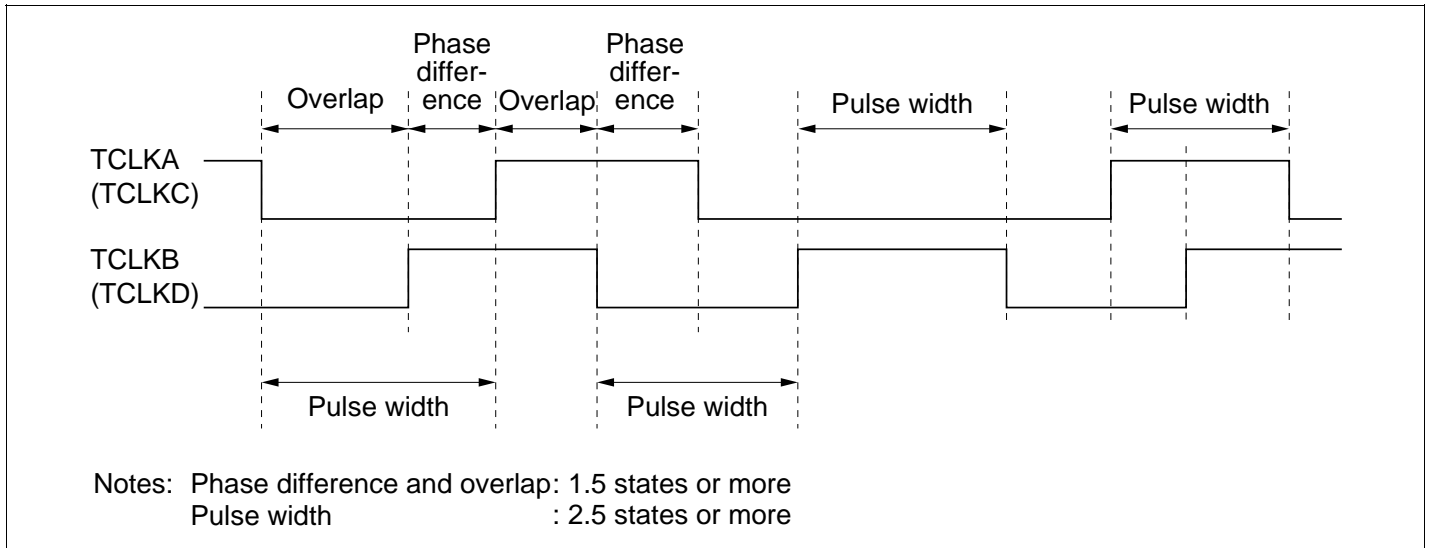 Phase
differ-
ence
Phase
differ-
ence
Overlap
Overlap
Pulse width
Pulse width
TCLKA
(TCLKC)
TCLKB
(TCLKD)
Pulse width
Pulse width
Notes: Phase difference and overlap: 1.5 states or more
Pulse width : 2.5 states or more